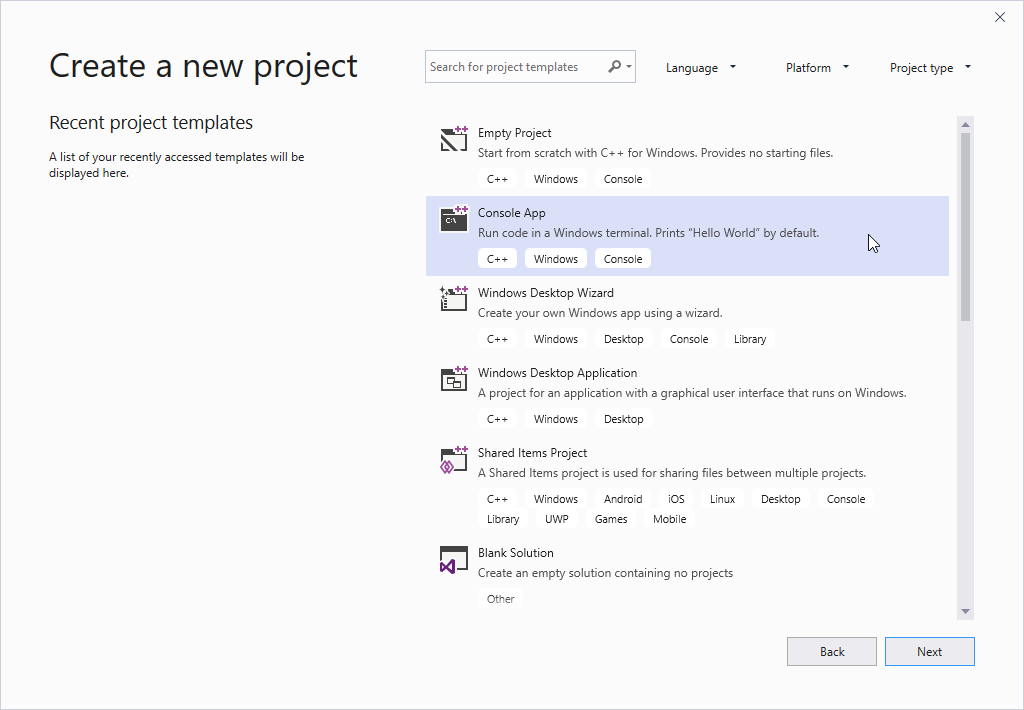 Create a new project
Search for project templates
Language
Platform
Project type
Recent project templates
A list of your recently accessed templates will be
displayed here.
Empty Project
Start from scratch with C++ for Windows. Provides no starting files.
C++ Windows Console
Console App
Run code in a Windows terminal. Prints “Hello World” by default.
C++ Windows Console
Windows Desktop Wizard
Create your own Windows app using a wizard.
C++ Windows Desktop Console Library
Windows Desktop Application
A project for an application with a graphical user interface that runs on Windows.
C++ Windows Desktop
Shared Items Project
A Shared Items project is used for sharing files between multiple projects.
C++ Windows Android iOS Linux Desktop Console
Library UWP Games Mobile
Blank Solution
Create an empty solution containing no projects
Other
Back
Next